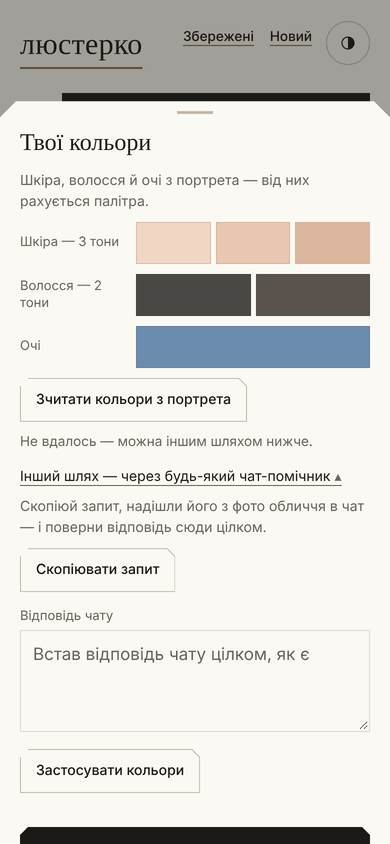 люстерко
Збережені
Новий
Твої кольори
Шкіра, волосся й очі з портрета — від них
рахується палітра.
Шкіра — 3 тони
Волосся — 2
тони
Очі
Зчитати кольори з портрета
Не вдалось — можна іншим шляхом нижче.
Інший шлях — через будь-який чат-помічник ▲
Скопіюй запит, надішли його з фото обличчя в чат
— і поверни відповідь сюди цілком.
Скопіювати запит
Відповідь чату
Встав відповідь чату цілком, як є
Застосувати кольори